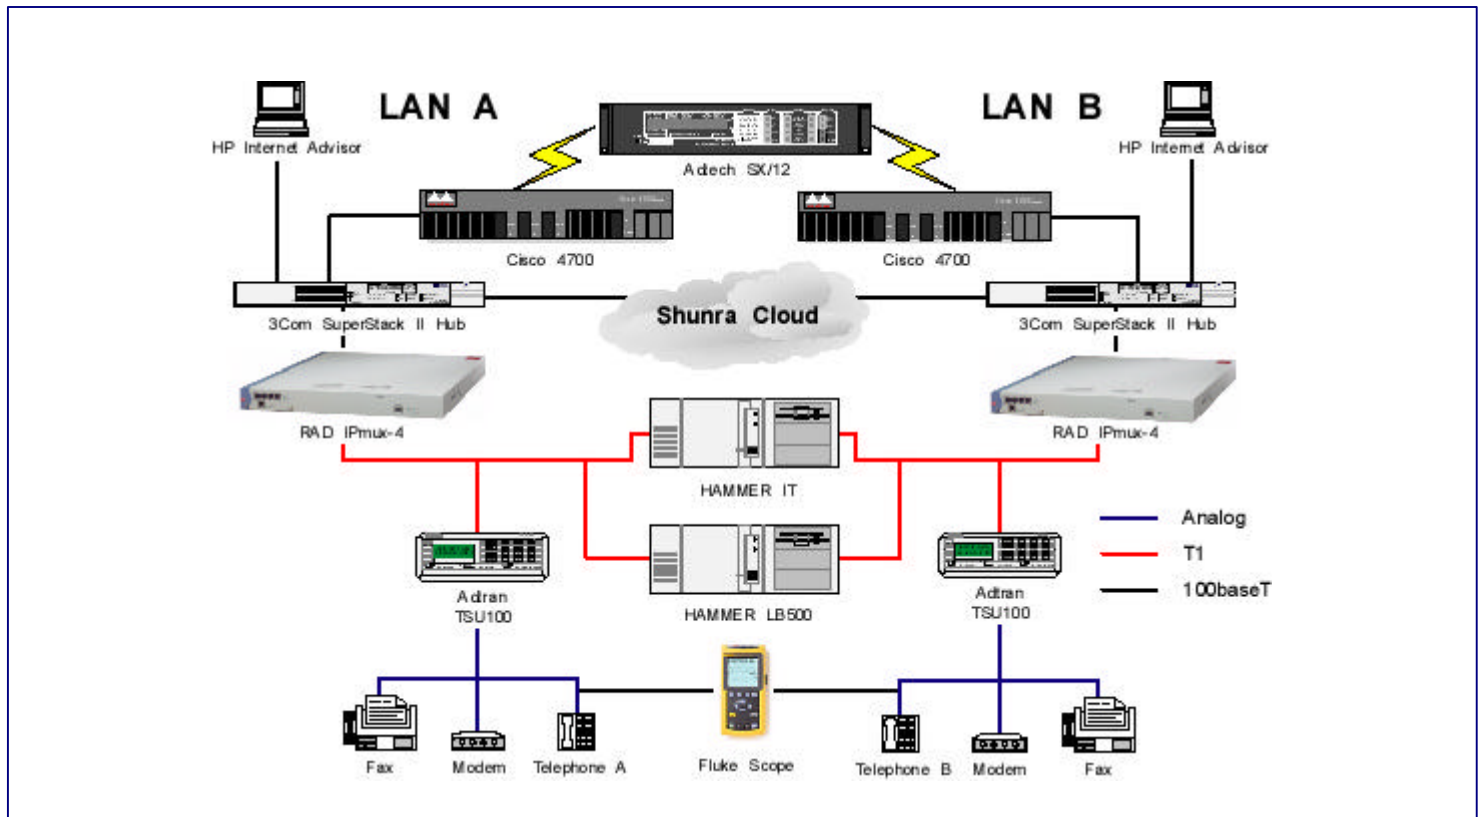 LAN A
LAN B
HP Internet Advisor
HP Internet Advisor
Adtech SX/12
Cisco 4700
Cisco 4700
3Com SuperStack II Hub
Shunra Cloud
3Com SuperStack II Hub
RAD IPmux-4
RAD IPmux-4
HAMMER IT
Analog
T1
100baseT
Adtran
TSU100
HAMMER LB500
Adtran
TSU100
Fax
Modem
Telephone A
Fluke Scope
Telephone B
Modem
Fax